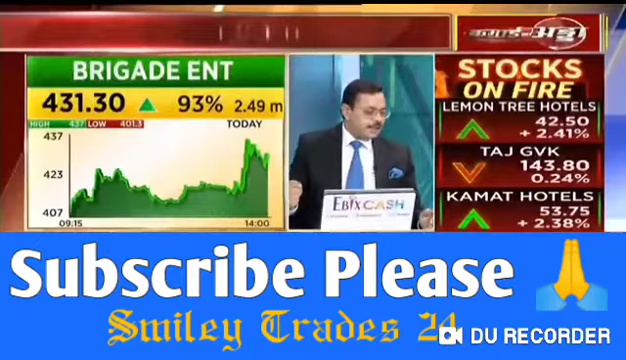 अड्डा
BRIGADE ENT
431.30 93% 2.49 m
HIGH 437 LOW 401.3 TODAY
437
423
407
09:15 14:00
EBIXCASH
STOCKS
ON FIRE
LEMON TREE HOTELS
42.50
+ 2.41%
TAJ GVK
143.80
0.24%
KAMAT HOTELS
53.75
+ 2.38%
Subscribe Please 🙏
Smiley Trades 24
DU RECORDER